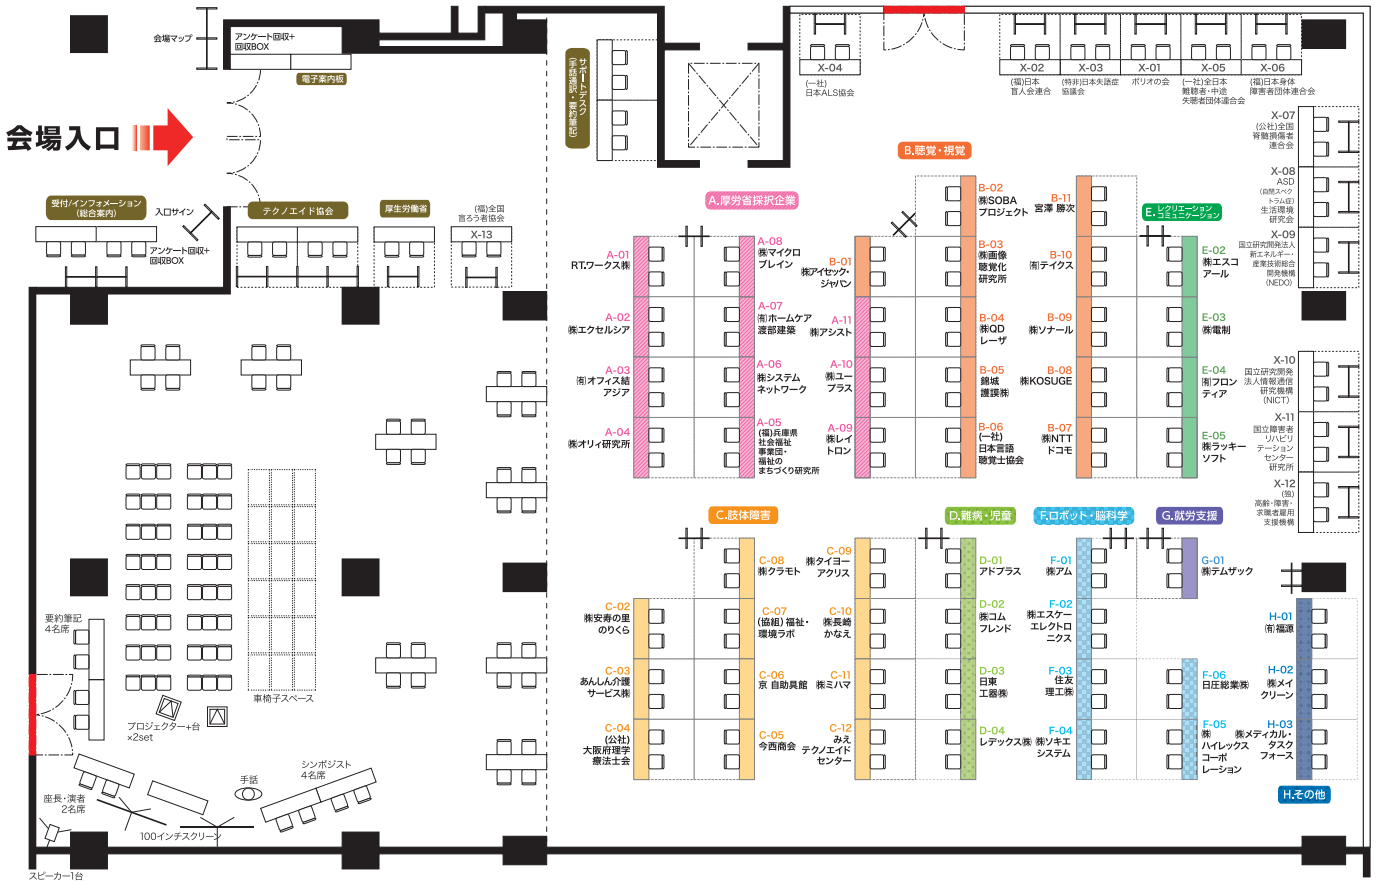 会場マップ
アンケート回収+
回収BOX
電子案内板
会場入口
受付/インフォメーション
(総合案内)
入口サイン
アンケート回収+
回収BOX
テクノエイド協会
厚生労働省
(福)全国
盲ろう者協会
X-13
サポートデスク
(手話通訳・要約筆記)
X-04
(一社)
日本ALS協会
X-02
(福)日本
盲人会連合
X-03
(特非)日本失語症
協議会
X-01
ポリオの会
X-05
(一社)全日本
難聴者・中途
失聴者団体連合会
X-06
(福)日本身体
障害者団体連合会
X-07
(公社)全国
脊髄損傷者
連合会
X-08
ASD
(自閉スペク
トラム症)
生活環境
研究会
X-09
国立研究開発法人
新エネルギー・
産業技術総合
開発機構
(NEDO)
X-10
国立研究開発
法人情報通信
研究機構
(NICT)
X-11
国立障害者
リハビリ
テーション
センター
研究所
X-12
(独)
高齢・障害・
求職者雇用
支援機構
A.厚労省採択企業
A-01
RT.ワークス㈱
A-02
㈱エクセルシア
A-03
㈲オフィス結
アジア
A-04
㈱オリィ研究所
A-08
㈱マイクロ
ブレイン
A-07
㈲ホームケア
渡部建築
A-06
㈱システム
ネットワーク
A-05
(福)兵庫県
社会福祉
事業団・
福祉の
まちづくり研究所
B.聴覚・視覚
B-01
㈱アイセック・
ジャパン
A-11
㈱アシスト
A-10
㈱ユー
プラス
A-09
㈱レイ
トロン
B-02
㈱SOBA
プロジェクト
B-03
㈱画像
聴覚化
研究所
B-04
㈱QD
レーザ
B-05
錦城
護謨㈱
B-06
(一社)
日本言語
聴覚士協会
B-11
宮澤 勝次
B-10
㈲テイクス
B-09
㈱ソナール
B-08
㈱KOSUGE
B-07
㈱NTT
ドコモ
E.レクリエーション
コミュニケーション
E-02
㈱エスコ
アール
E-03
㈱電制
E-04
㈲フロン
ティア
E-05
㈱ラッキー
ソフト
C.肢体障害
C-02
㈱安寿の里
のりくら
C-03
あんしん介護
サービス㈱
C-04
(公社)
大阪府理学
療法士会
C-08
㈱クラモト
C-07
(協組)福祉・
環境ラボ
C-06
京 自助具館
C-05
今西商会
C-09
㈱タイヨー
アクリス
C-10
㈱長崎
かなえ
C-11
㈱ミハマ
C-12
みえ
テクノエイド
センター
D.難病・児童
D-01
アドプラス
D-02
㈱コム
フレンド
D-03
日東
工器㈱
D-04
レデックス㈱
F.ロボット・脳科学
F-01
㈱アム
F-02
㈱エスケー
エレクトロ
ニクス
F-03
住友
理工㈱
F-04
㈱ソキエ
システム
G.就労支援
G-01
㈱テムザック
F-06
日圧総業㈱
F-05
㈱
ハイレックス
コーポ
レーション
H-01
㈲福源
H-02
㈱メイ
クリーン
H-03
㈱メディカル・
タスク
フォース
H.その他
要約筆記
4名席
車椅子スペース
プロジェクター+台
×2set
座長・演者
2名席
手話
シンポジスト
4名席
100インチスクリーン
スピーカー1台